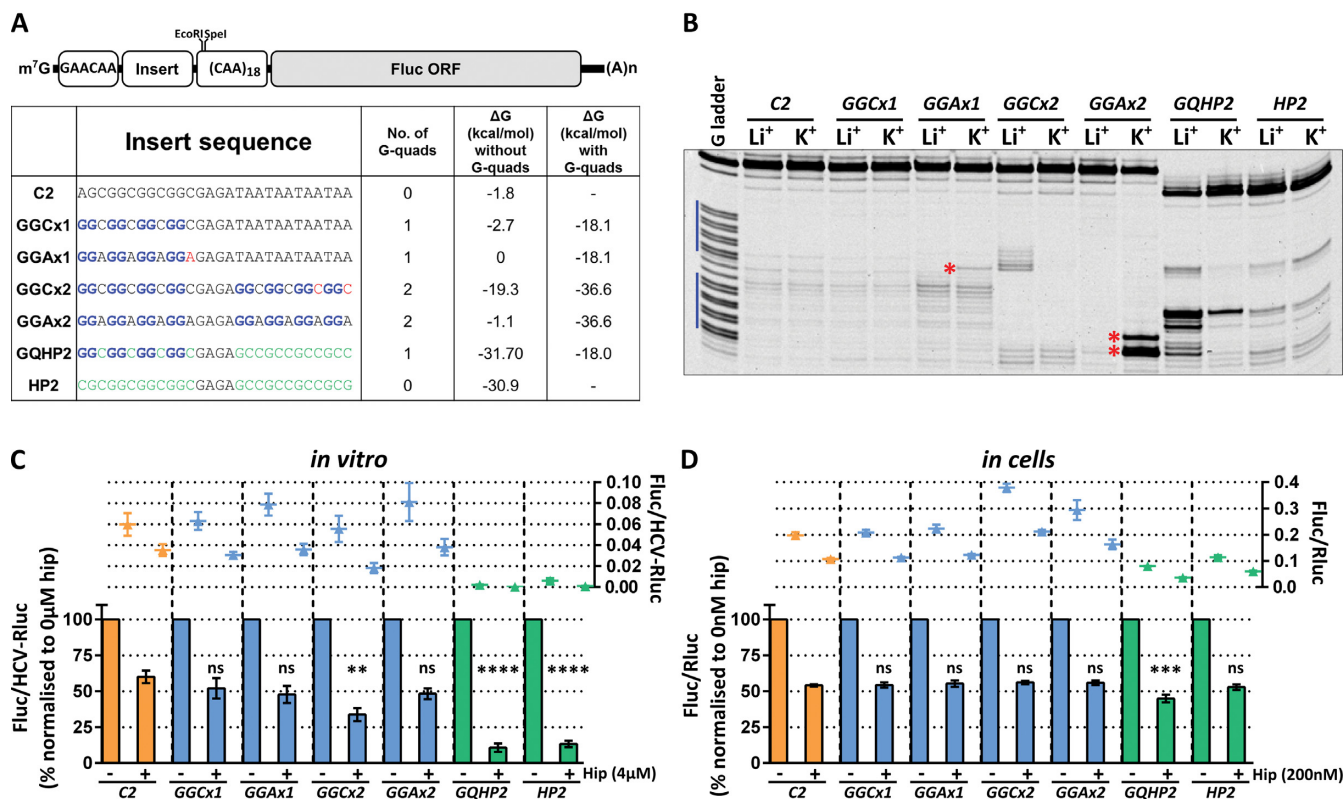 A
EcoRI SpeI
m7G GAACAA Insert (CAA)18 Fluc ORF (A)n
Insert sequence
No. of G-quads
ΔG (kcal/mol) without G-quads
ΔG (kcal/mol) with G-quads
C2 AGCGGCGGCGGCGAGATAATAATAATAA 0 -1.8 -
GGCx1 GGCGGCGGCGGCGAGATAATAATAATAA 1 -2.7 -18.1
GGAx1 GGAGGAGGAGGAGAGATAATAATAATAA 1 0 -18.1
GGCx2 GGCGGCGGCGGCGAGAGGCGGCGGCGGC 2 -19.3 -36.6
GGAx2 GGAGGAGGAGGAGAGAGGAGGAGGAGGA 2 -1.1 -36.6
GQHP2 GGCGGCGGCGGCGAGAGCCGCCGCCGCC 1 -31.70 -18.0
HP2 CGCGGCGGCGGCGAGAGCCGCCGCCGCG 0 -30.9 -
B
G ladder
C2 GGCx1 GGAx1 GGCx2 GGAx2 GQHP2 HP2
Li+ K+ Li+ K+ Li+ K+ Li+ K+ Li+ K+ Li+ K+ Li+ K+
*
*
*
C
in vitro
0.10
0.08
0.06
0.04
0.02
0.00
Fluc/HCV-Rluc
Fluc/HCV-Rluc
(% normalised to 0μM hip)
100
75
50
25
0
ns ns ** ns **** ****
- + - + - + - + - + - + - + Hip (4μM)
C2 GGCx1 GGAx1 GGCx2 GGAx2 GQHP2 HP2
D
in cells
0.4
0.3
0.2
0.1
0.0
Fluc/Rluc
Fluc/Rluc
(% normalised to 0nM hip)
100
75
50
25
0
ns ns ns ns *** ns
- + - + - + - + - + - + - + Hip (200nM)
C2 GGCx1 GGAx1 GGCx2 GGAx2 GQHP2 HP2